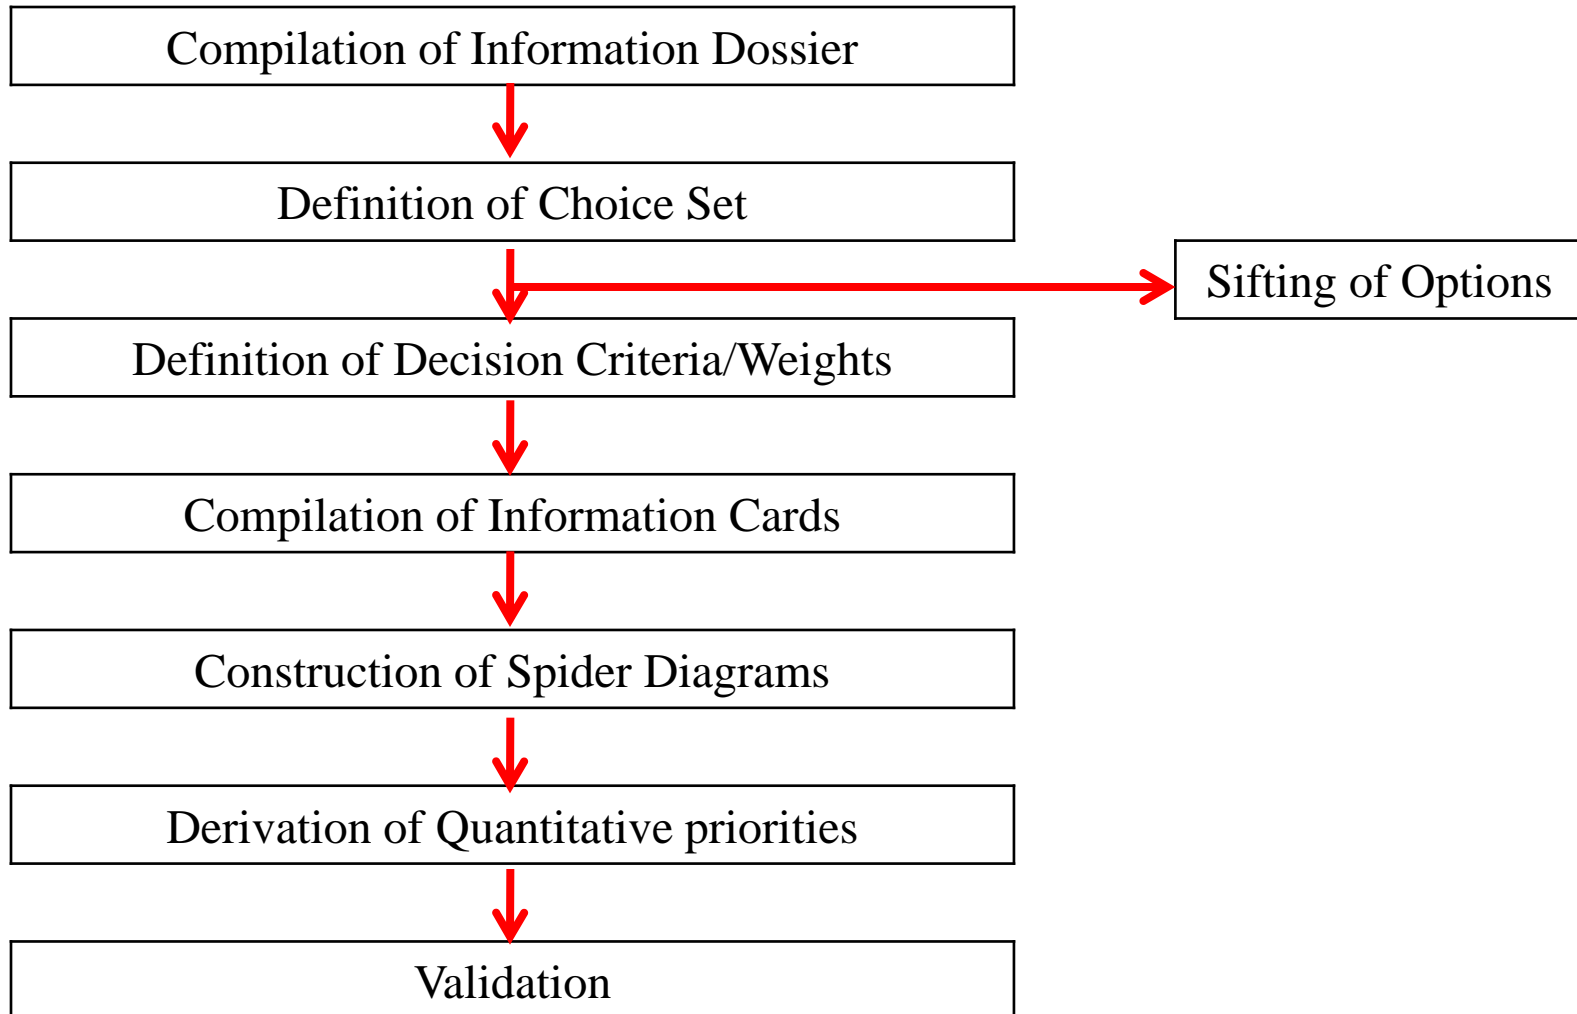 Compilation of Information Dossier
Definition of Choice Set
Sifting of Options
Definition of Decision Criteria/Weights
Compilation of Information Cards
Construction of Spider Diagrams
Derivation of Quantitative priorities
Validation